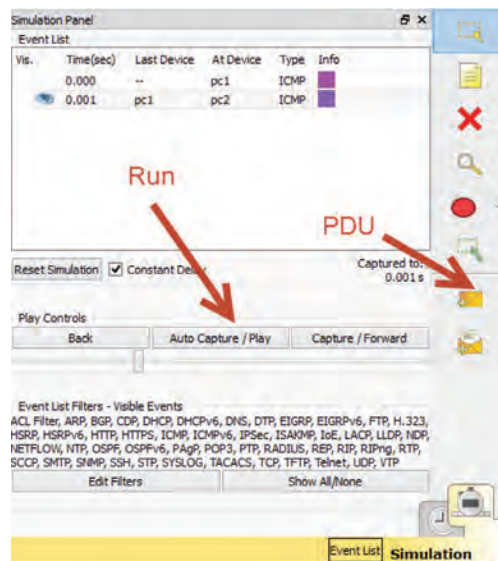 Simulation Panel
Event List
Vis. Time(sec) Last Device At Device Type Info
0.000 -- pc1 ICMP
0.001 pc1 pc2 ICMP
Run
PDU
Reset Simulation Constant Delay
Captured to:
0.001 s
Play Controls
Back Auto Capture / Play Capture / Forward
Event List Filters - Visible Events
ACL Filter, ARP, BGP, CDP, DHCP, DHCPv6, DNS, DTP, EIGRP, EIGRPv6, FTP, H.323,
HSRP, HSRPv6, HTTP, HTTPS, ICMP, ICMPv6, IPSec, ISAKMP, IoE, LACP, LLDP, NDP,
NETFLOW, NTP, OSPF, OSPFv6, PAgP, POP3, PTP, RADIUS, REP, RIP, RIPng, RTP,
SCCP, SMTP, SNMP, SSH, STP, SYSLOG, TACACS, TCP, TFTP, Telnet, UDP, VTP
Edit Filters Show All/None
Event List Simulation